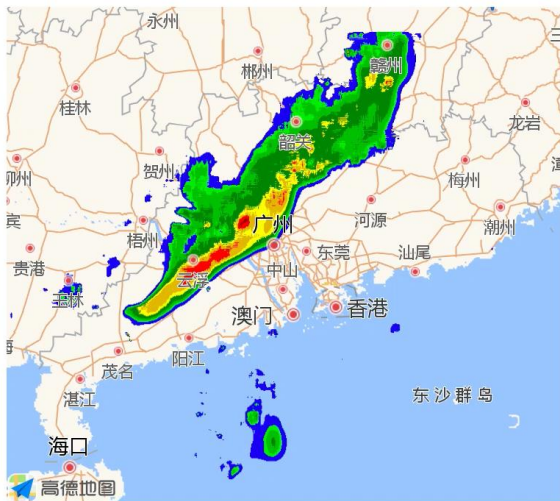 永州
郴州
赣州
桂林
韶关
龙岩
贺州
柳州
梅州
河源
潮州
梧州
广州
宾
贵港
东莞
汕尾
中山
云浮
玉林
澳门
香港
阳江
茂名
湛江
东沙群岛
海口
高德地图